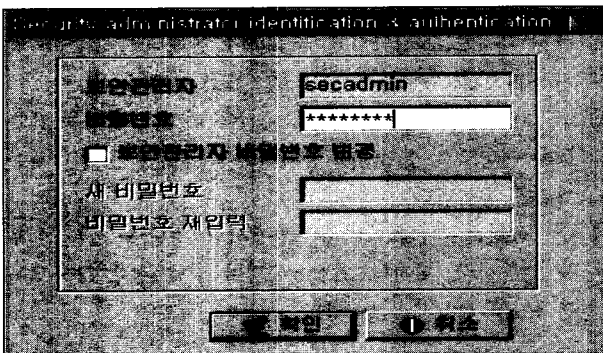 Security administrator identification & authentication
보안관리자 secadmin
비밀번호 ********
보안관리자 비밀번호 변경
새 비밀번호
비밀번호 재입력
확인 취소